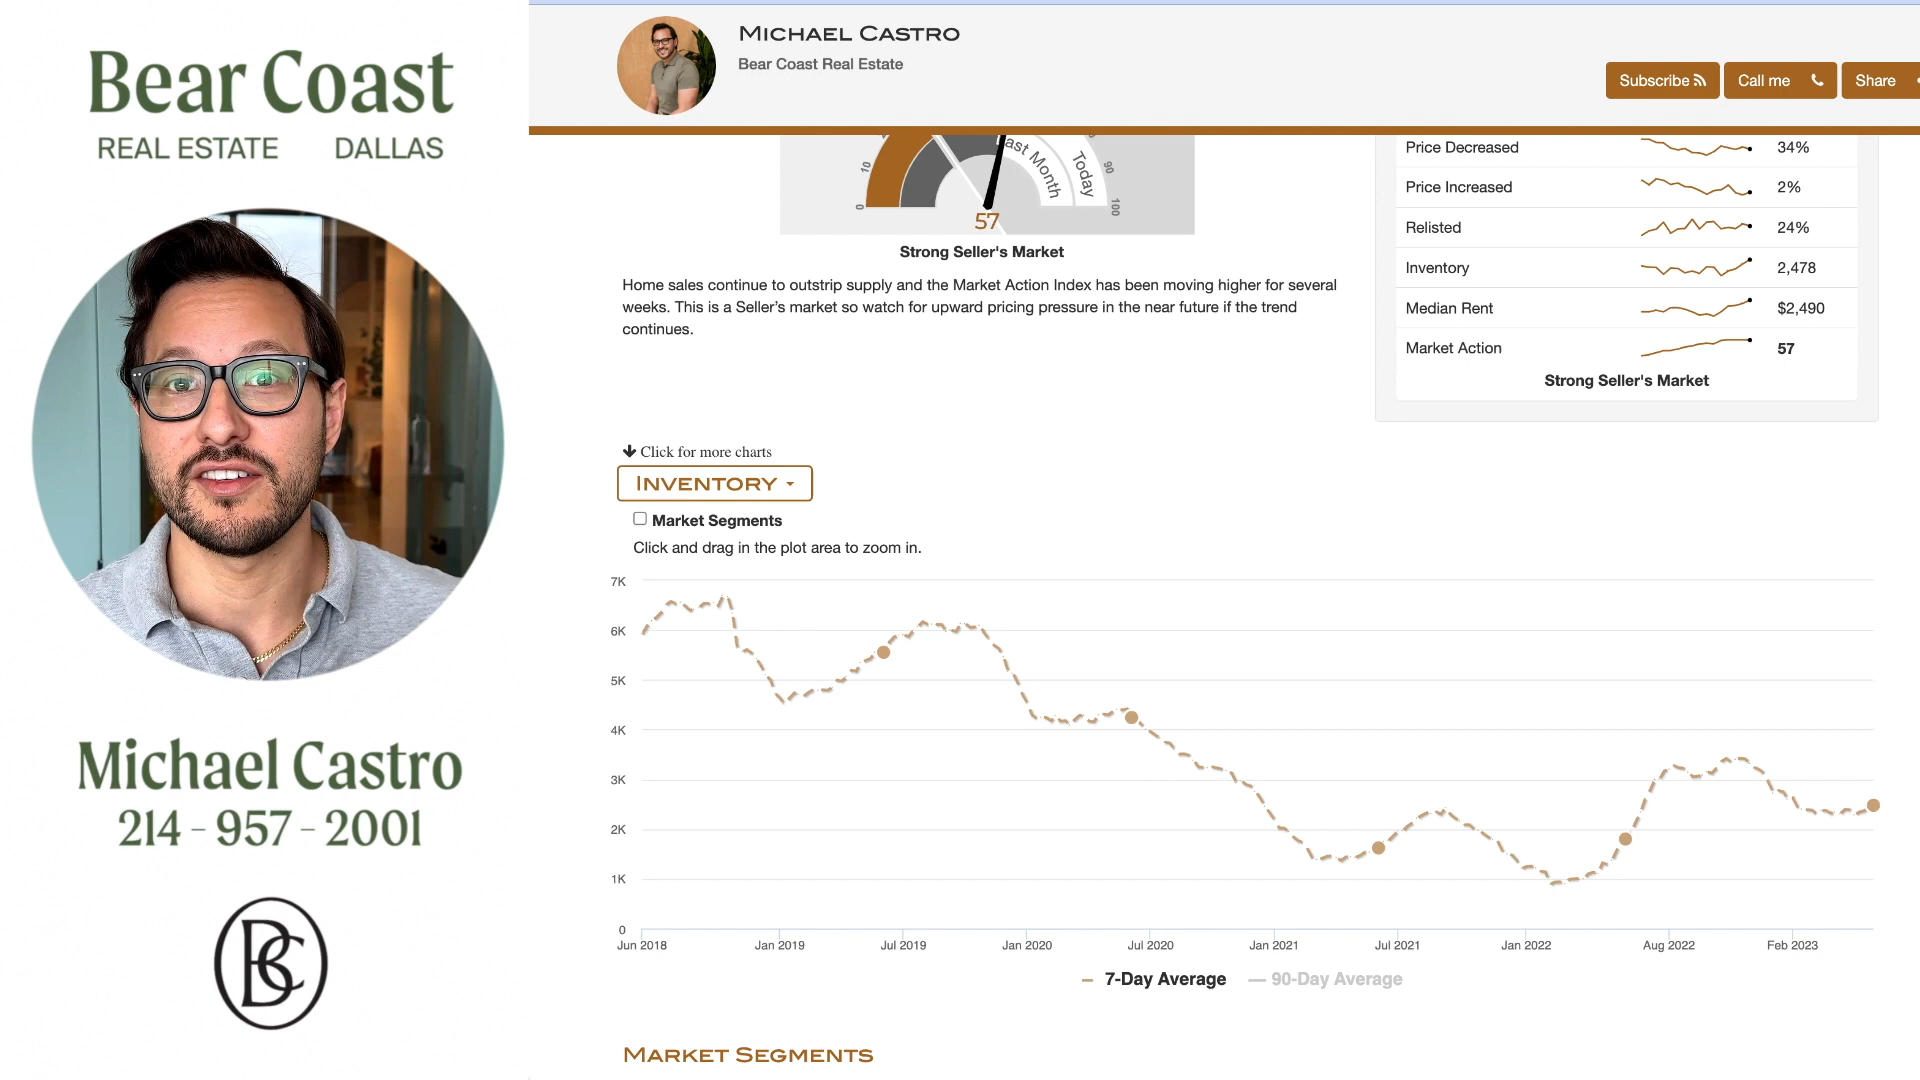 Bear Coast
REAL ESTATE DALLAS
Michael Castro
214 - 957 - 2001
BC
MICHAEL CASTRO
Bear Coast Real Estate
Subscribe
Call me
Share
0
10
90
100
Last Month
Today
57
Strong Seller's Market
Home sales continue to outstrip supply and the Market Action Index has been moving higher for several
weeks. This is a Seller’s market so watch for upward pricing pressure in the near future if the trend
continues.
Price Decreased 34%
Price Increased 2%
Relisted 24%
Inventory 2,478
Median Rent $2,490
Market Action 57
Strong Seller's Market
Click for more charts
INVENTORY
Market Segments
Click and drag in the plot area to zoom in.
7K
6K
5K
4K
3K
2K
1K
0
Jun 2018 Jan 2019 Jul 2019 Jan 2020 Jul 2020 Jan 2021 Jul 2021 Jan 2022 Aug 2022 Feb 2023
7-Day Average 90-Day Average
MARKET SEGMENTS